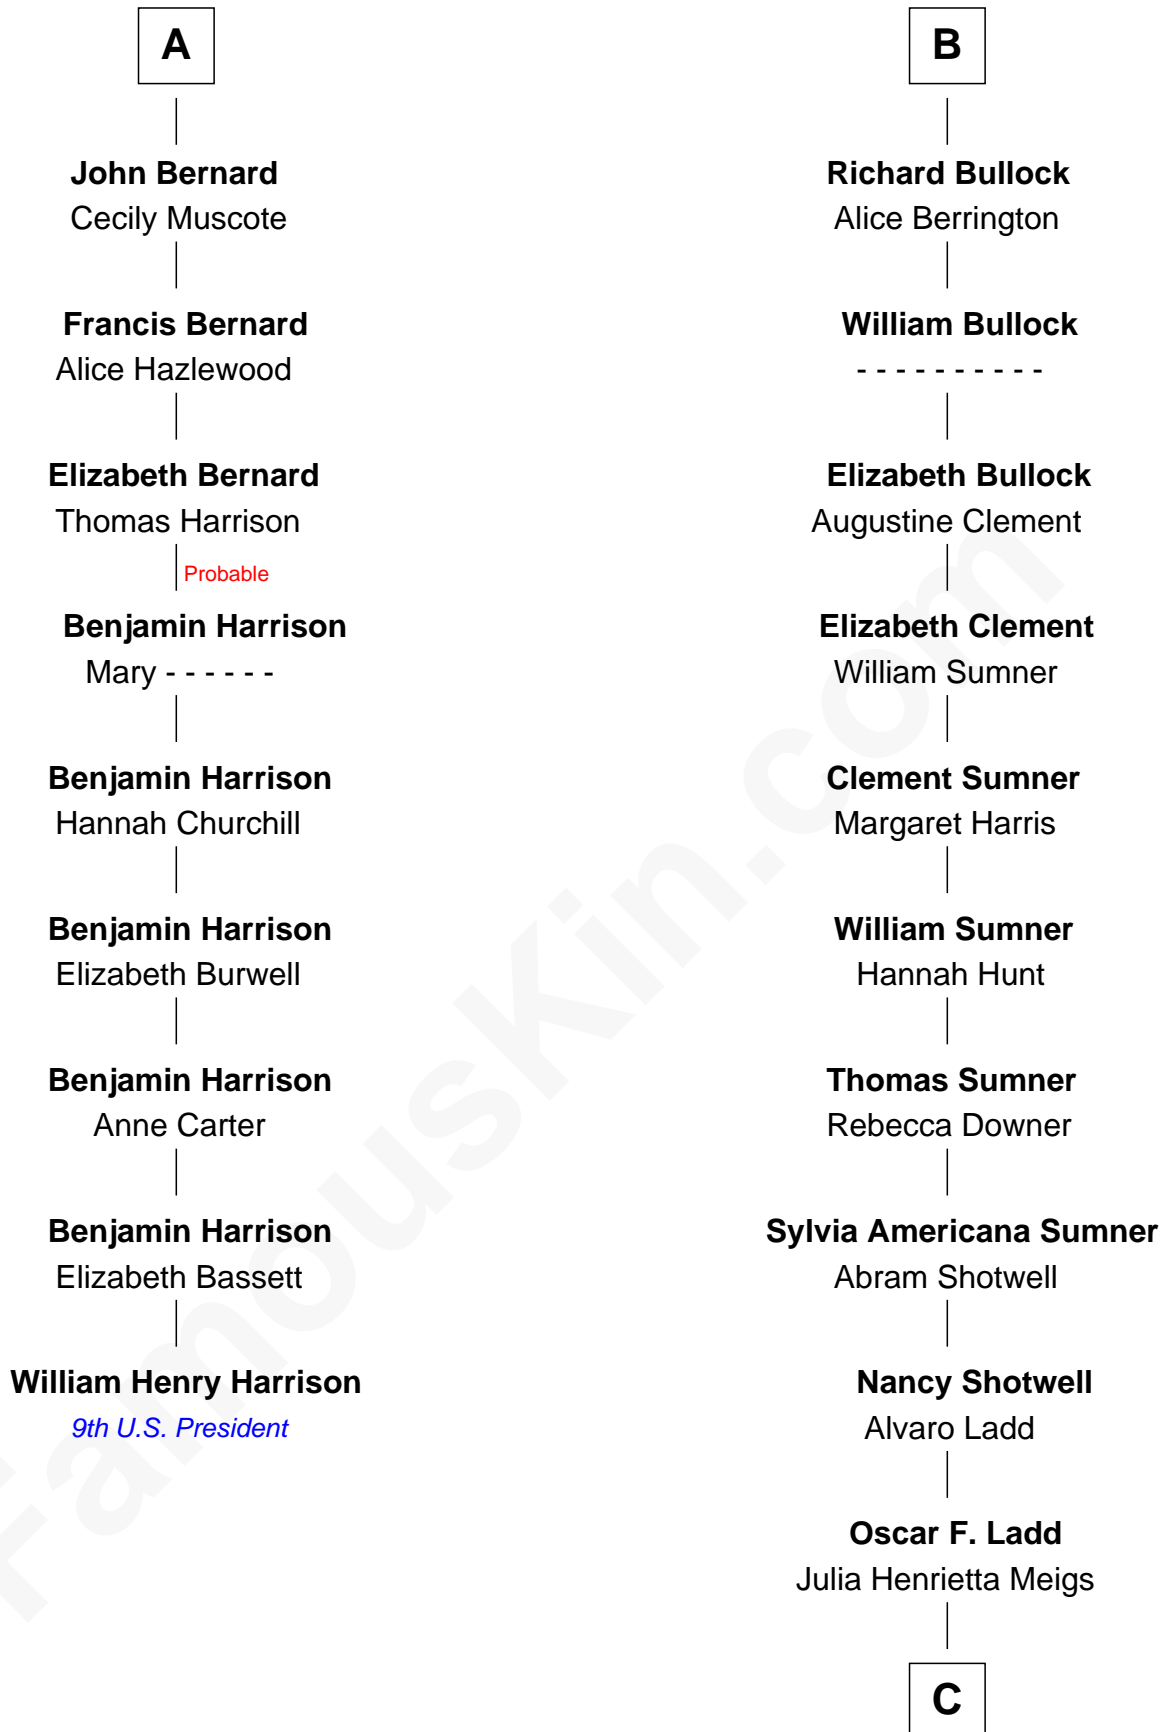 A
John Bernard
Cecily Muscote
Francis Bernard
Alice Hazlewood
Elizabeth Bernard
Thomas Harrison
Probable
Benjamin Harrison
Mary - - - - - -
Benjamin Harrison
Hannah Churchill
Benjamin Harrison
Elizabeth Burwell
Benjamin Harrison
Anne Carter
Benjamin Harrison
Elizabeth Bassett
William Henry Harrison
9th U.S. President
B
Richard Bullock
Alice Berrington
William Bullock
- - - - - - - - - -
Elizabeth Bullock
Augustine Clement
Elizabeth Clement
William Sumner
Clement Sumner
Margaret Harris
William Sumner
Hannah Hunt
Thomas Sumner
Rebecca Downer
Sylvia Americana Sumner
Abram Shotwell
Nancy Shotwell
Alvaro Ladd
Oscar F. Ladd
Julia Henrietta Meigs
C
FamousKin.com